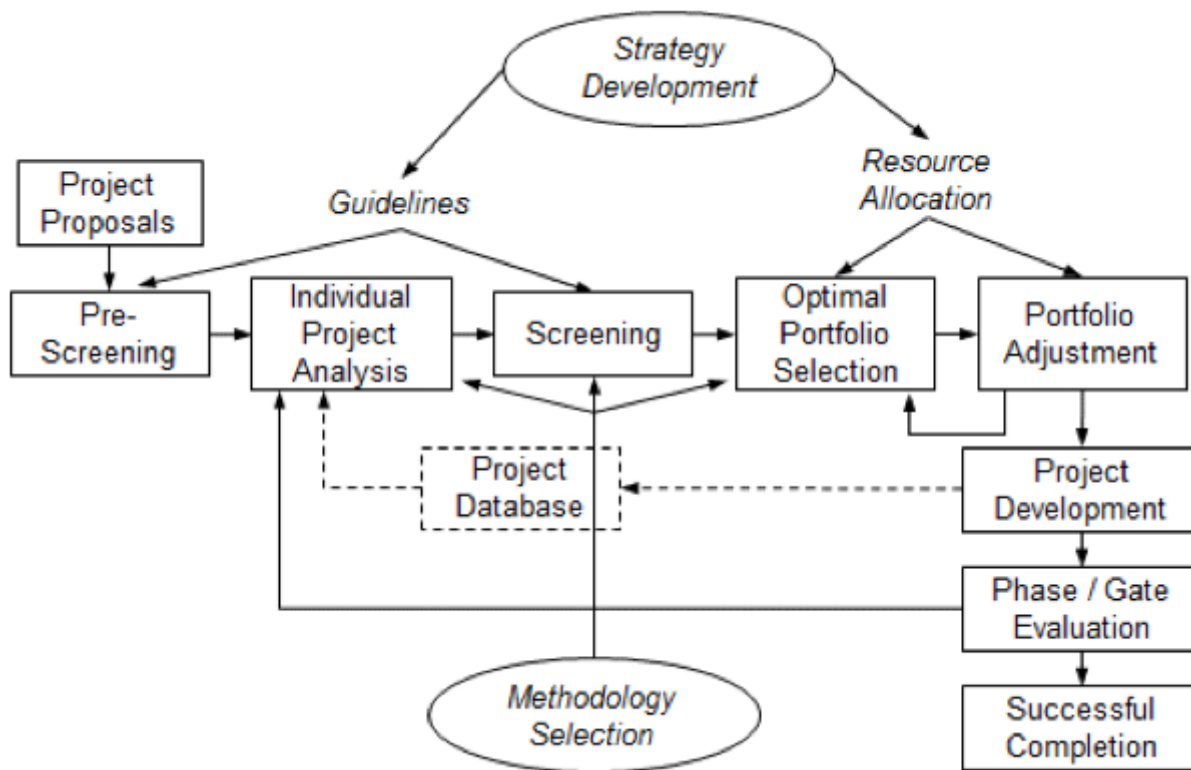 Strategy
Development
Project
Proposals
Guidelines
Resource
Allocation
Pre-
Screening
Individual
Project
Analysis
Screening
Optimal
Portfolio
Selection
Portfolio
Adjustment
Project
Database
Project
Development
Phase / Gate
Evaluation
Methodology
Selection
Successful
Completion